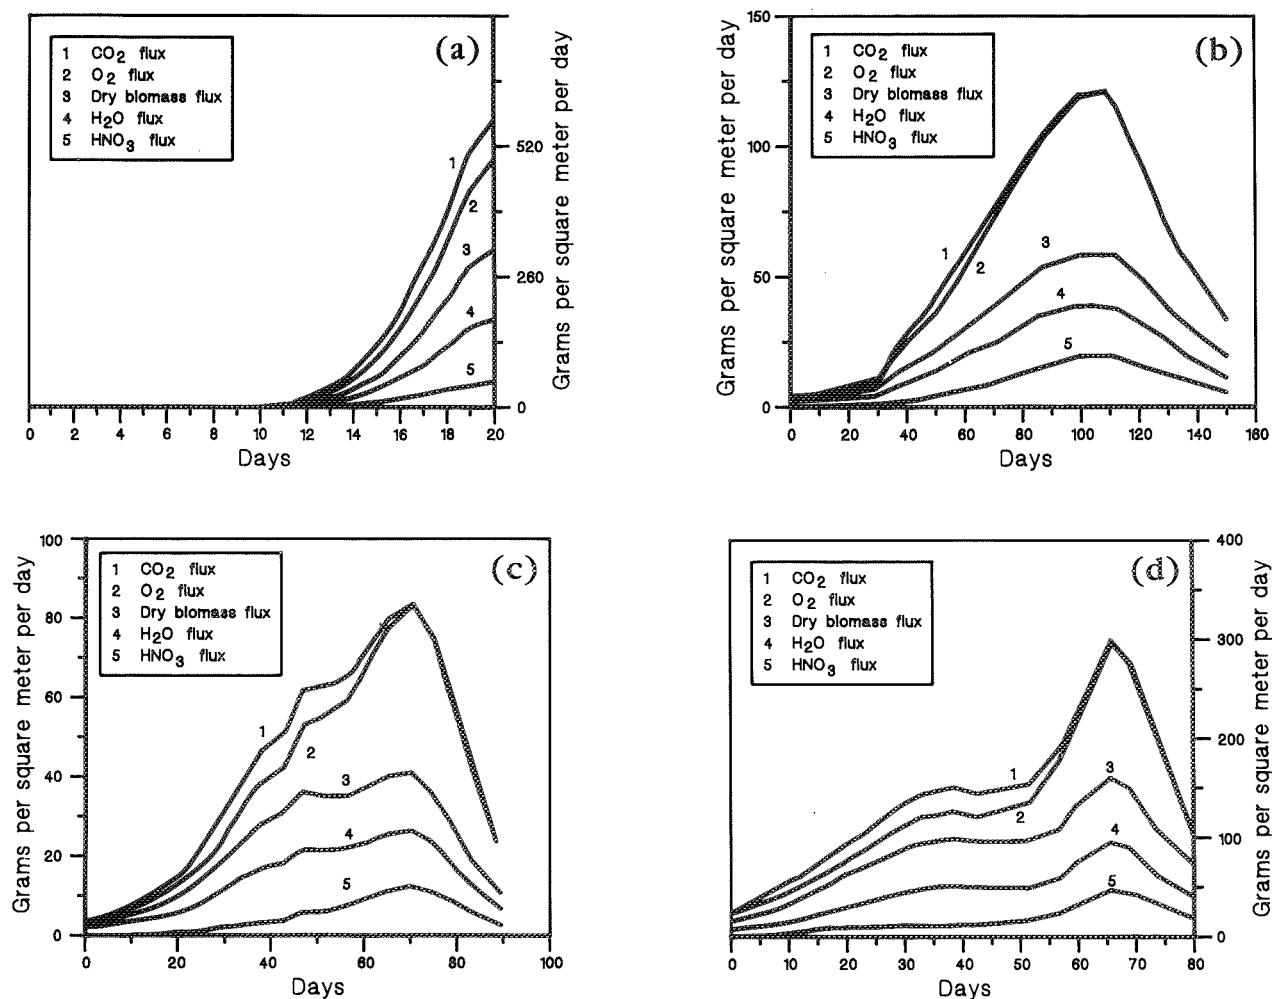 (a)
1 CO2 flux
2 O2 flux
3 Dry biomass flux
4 H2O flux
5 HNO3 flux
1
2
3
4
5
520
260
0
Grams per square meter per day
0 2 4 6 8 10 12 14 16 18 20
Days
(b)
1 CO2 flux
2 O2 flux
3 Dry biomass flux
4 H2O flux
5 HNO3 flux
150
100
50
0
Grams per square meter per day
1
2
3
4
5
0 20 40 60 80 100 120 140 160
Days
(c)
1 CO2 flux
2 O2 flux
3 Dry biomass flux
4 H2O flux
5 HNO3 flux
100
80
60
40
20
0
Grams per square meter per day
1
2
3
4
5
0 20 40 60 80 100
Days
(d)
1 CO2 flux
2 O2 flux
3 Dry biomass flux
4 H2O flux
5 HNO3 flux
400
300
200
100
0
Grams per square meter per day
1
2
3
4
5
0 10 20 30 40 50 60 70 80
Days